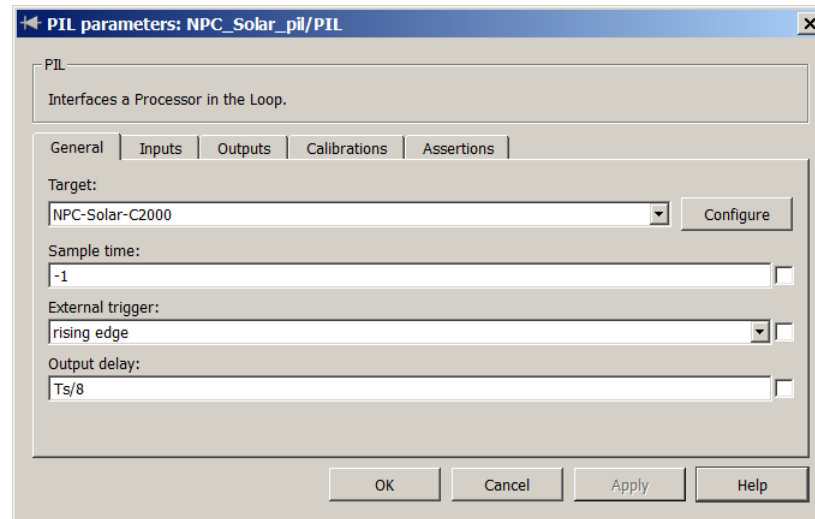 PIL parameters: NPC_Solar_pil/PIL
PIL
Interfaces a Processor in the Loop.
General Inputs Outputs Calibrations Assertions
Target:
NPC-Solar-C2000 Configure
Sample time:
-1
External trigger:
rising edge
Output delay:
Ts/8
OK Cancel Apply Help